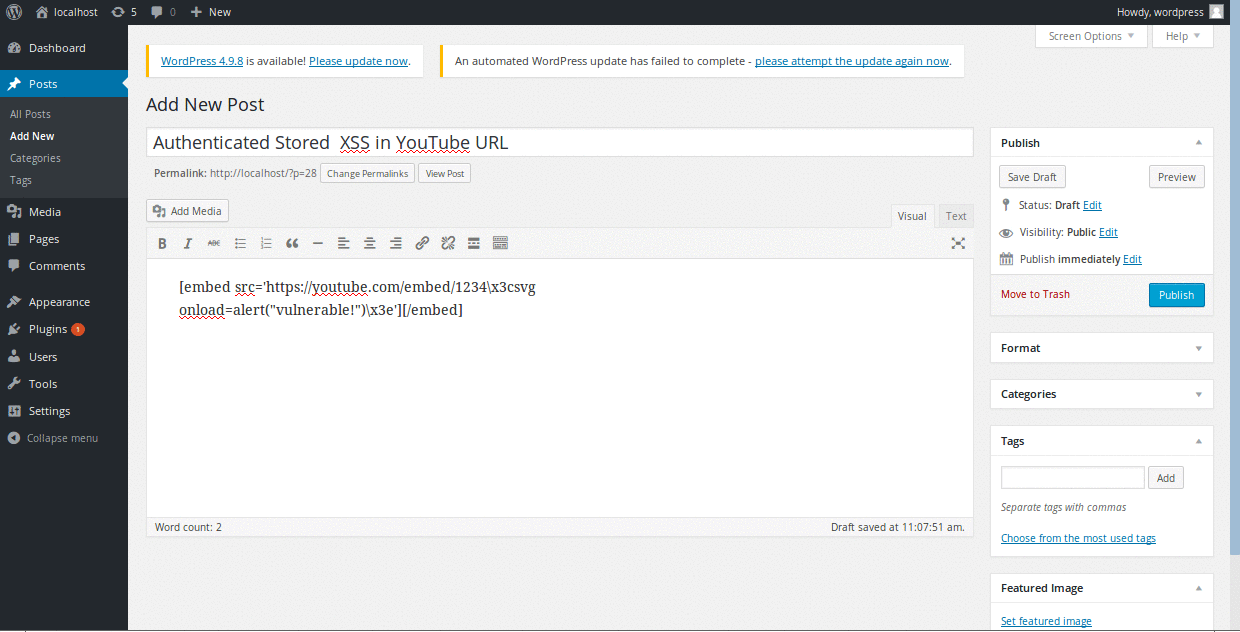 localhost 5 0 New Howdy, wordpress
Screen Options Help
Dashboard
Posts
All Posts
Add New
Categories
Tags
Media
Pages
Comments
Appearance
Plugins 1
Users
Tools
Settings
Collapse menu
WordPress 4.9.8 is available! Please update now.
An automated WordPress update has failed to complete - please attempt the update again now.
Add New Post
Authenticated Stored  XSS in YouTube URL
Permalink: http://localhost/?p=28 Change Permalinks View Post
Add Media
Visual Text
B I ABC
[embed src='https://youtube.com/embed/1234\x3csvg
onload=alert("vulnerable!")\x3e'][/embed]
Word count: 2 Draft saved at 11:07:51 am.
Publish
Save Draft Preview
Status: Draft Edit
Visibility: Public Edit
Publish immediately Edit
Move to Trash Publish
Format
Categories
Tags
Add
Separate tags with commas
Choose from the most used tags
Featured Image
Set featured image